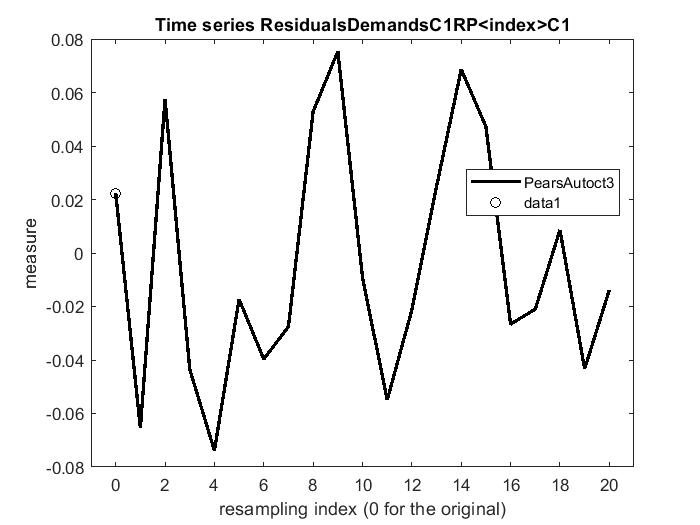 Time series ResidualsDemandsC1RP<index>C1
0.08
0.06
0.04
0.02
0
-0.02
-0.04
-0.06
-0.08
measure
PearsAutoct3
data1
0 2 4 6 8 10 12 14 16 18 20
resampling index (0 for the original)